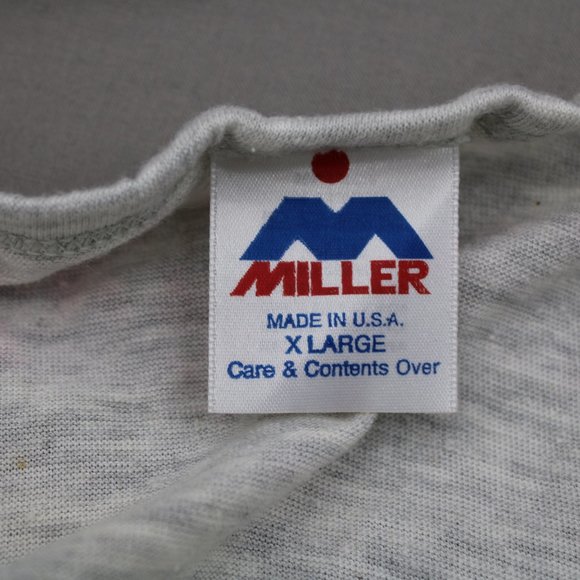 MILLER
MADE IN U.S.A.
X LARGE
Care & Contents Over